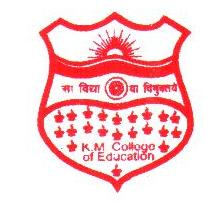 सा विद्या या विमुक्तये
K.M College
of Education